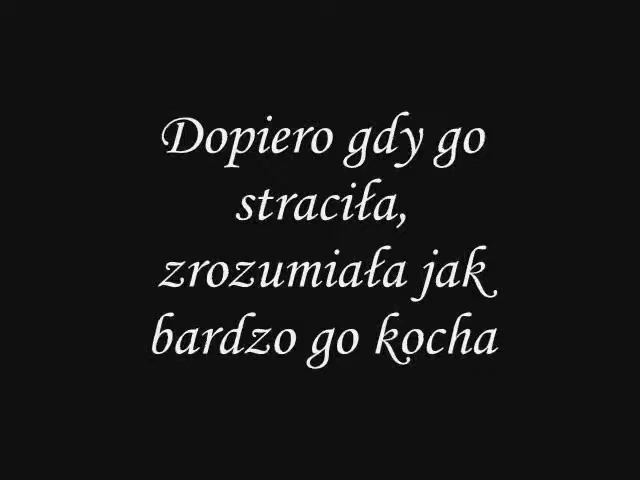 Dopiero gdy go
straciła,
zrozumiała jak
bardzo go kocha